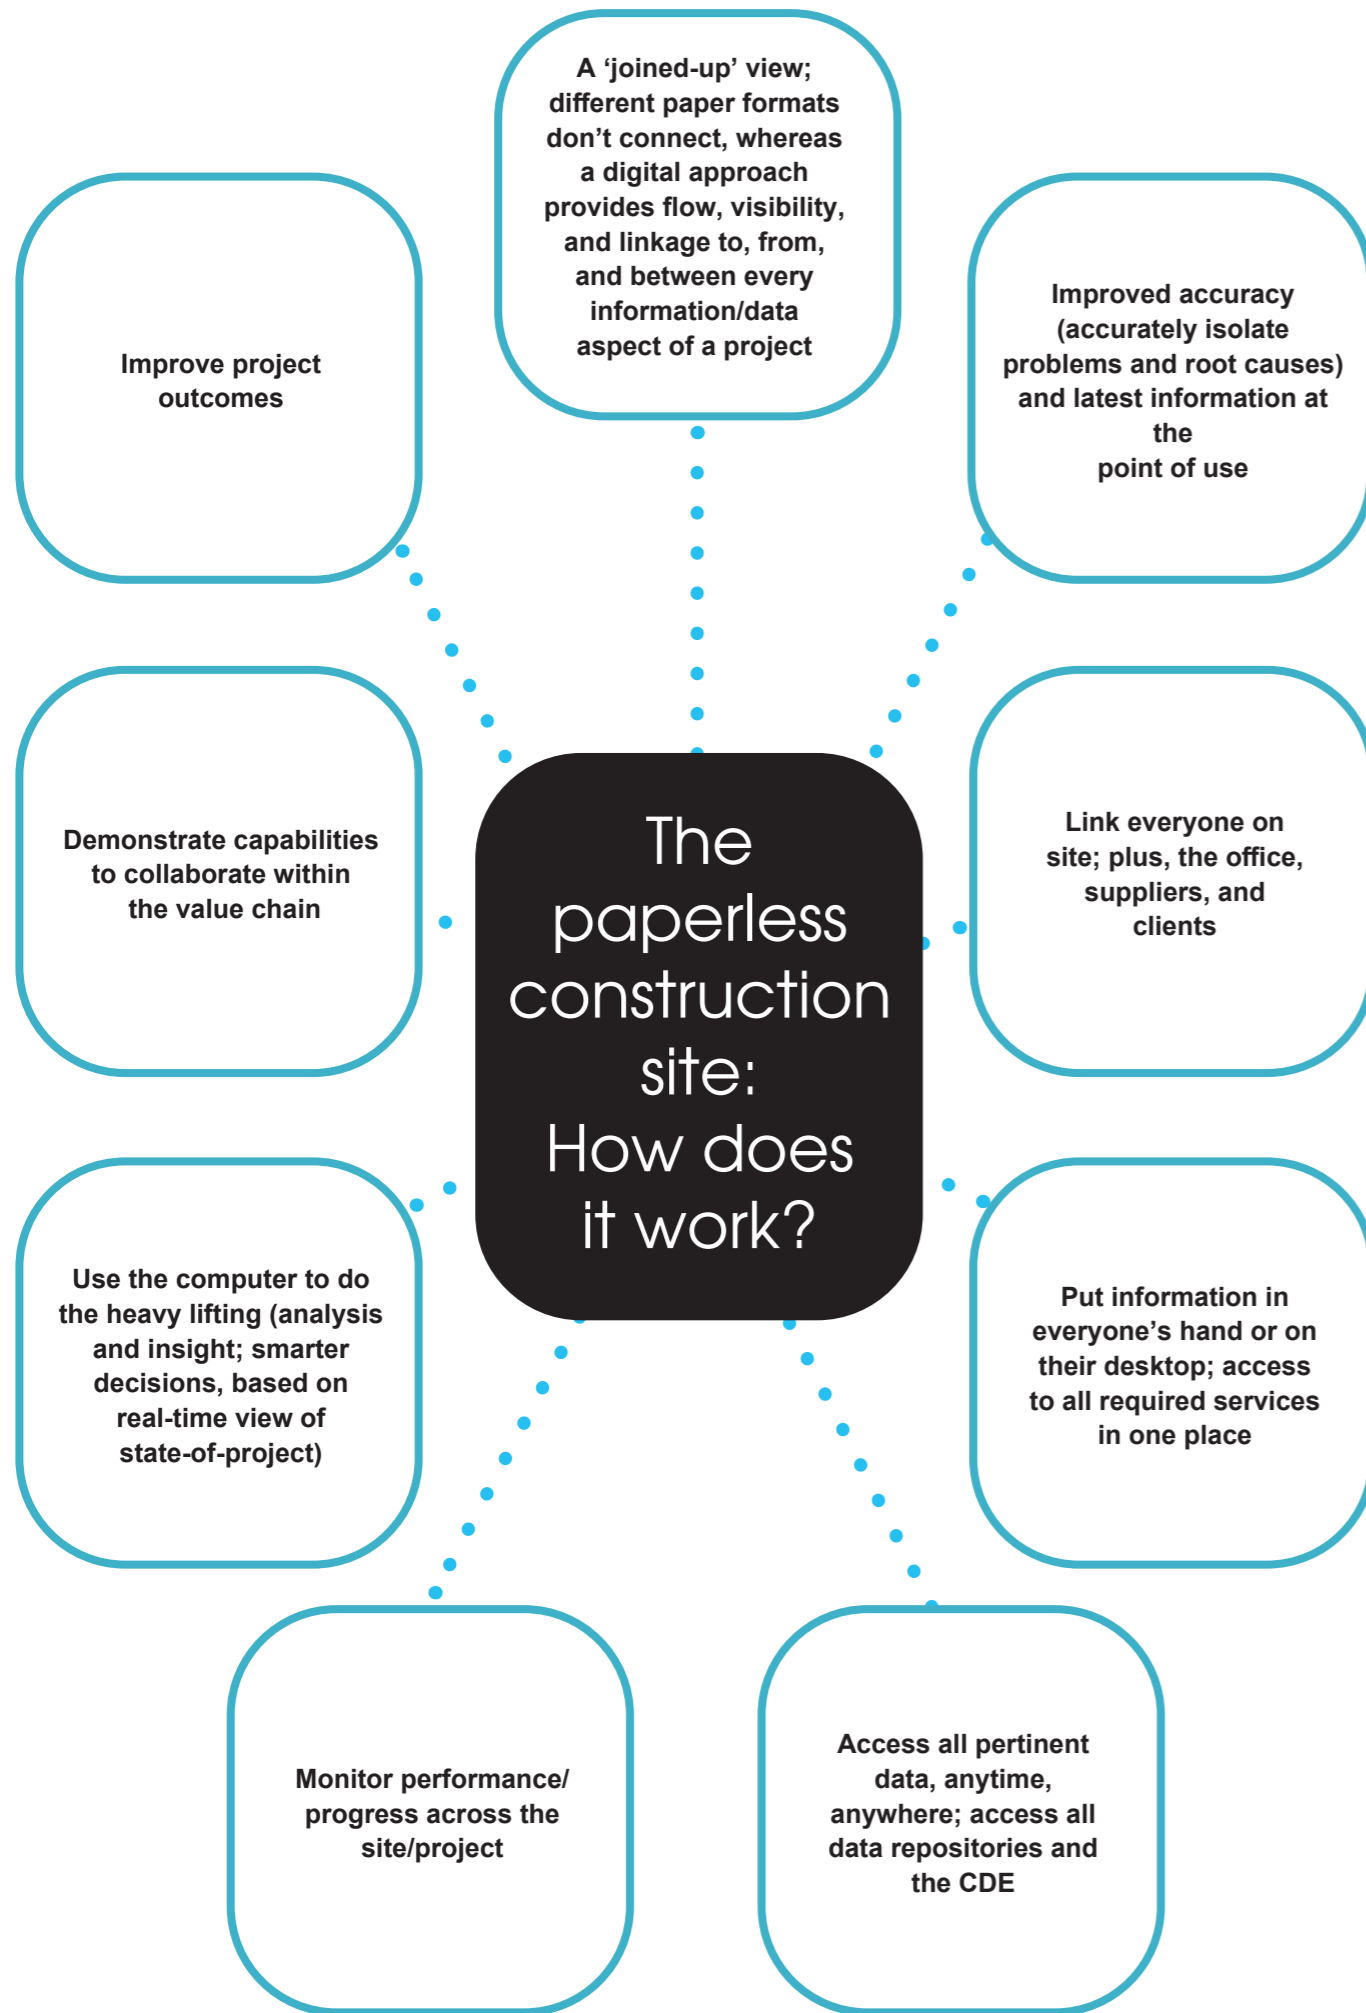 A ‘joined-up’ view;
different paper formats
don’t connect, whereas
a digital approach
provides flow, visibility,
and linkage to, from,
and between every
information/data
aspect of a project
Improve project
outcomes
Improved accuracy
(accurately isolate
problems and root causes)
and latest information at
the
point of use
Demonstrate capabilities
to collaborate within
the value chain
The
paperless
construction
site:
How does
it work?
Link everyone on
site; plus, the office,
suppliers, and
clients
Use the computer to do
the heavy lifting (analysis
and insight; smarter
decisions, based on
real-time view of
state-of-project)
Put information in
everyone’s hand or on
their desktop; access
to all required services
in one place
Monitor performance/
progress across the
site/project
Access all pertinent
data, anytime,
anywhere; access all
data repositories and
the CDE